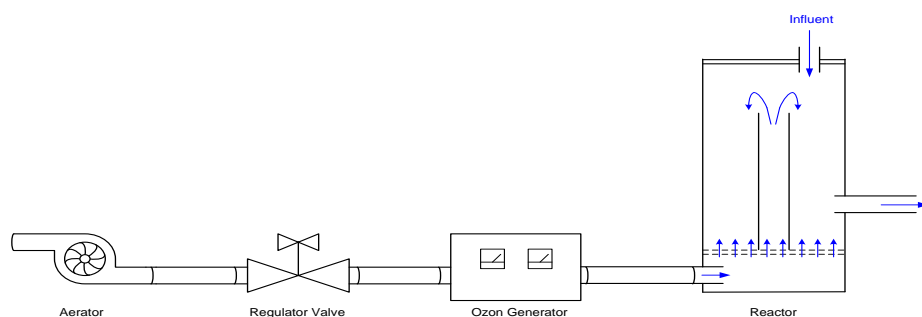 Influent
Aerator
Regulator Valve
Ozon Generator
Reactor